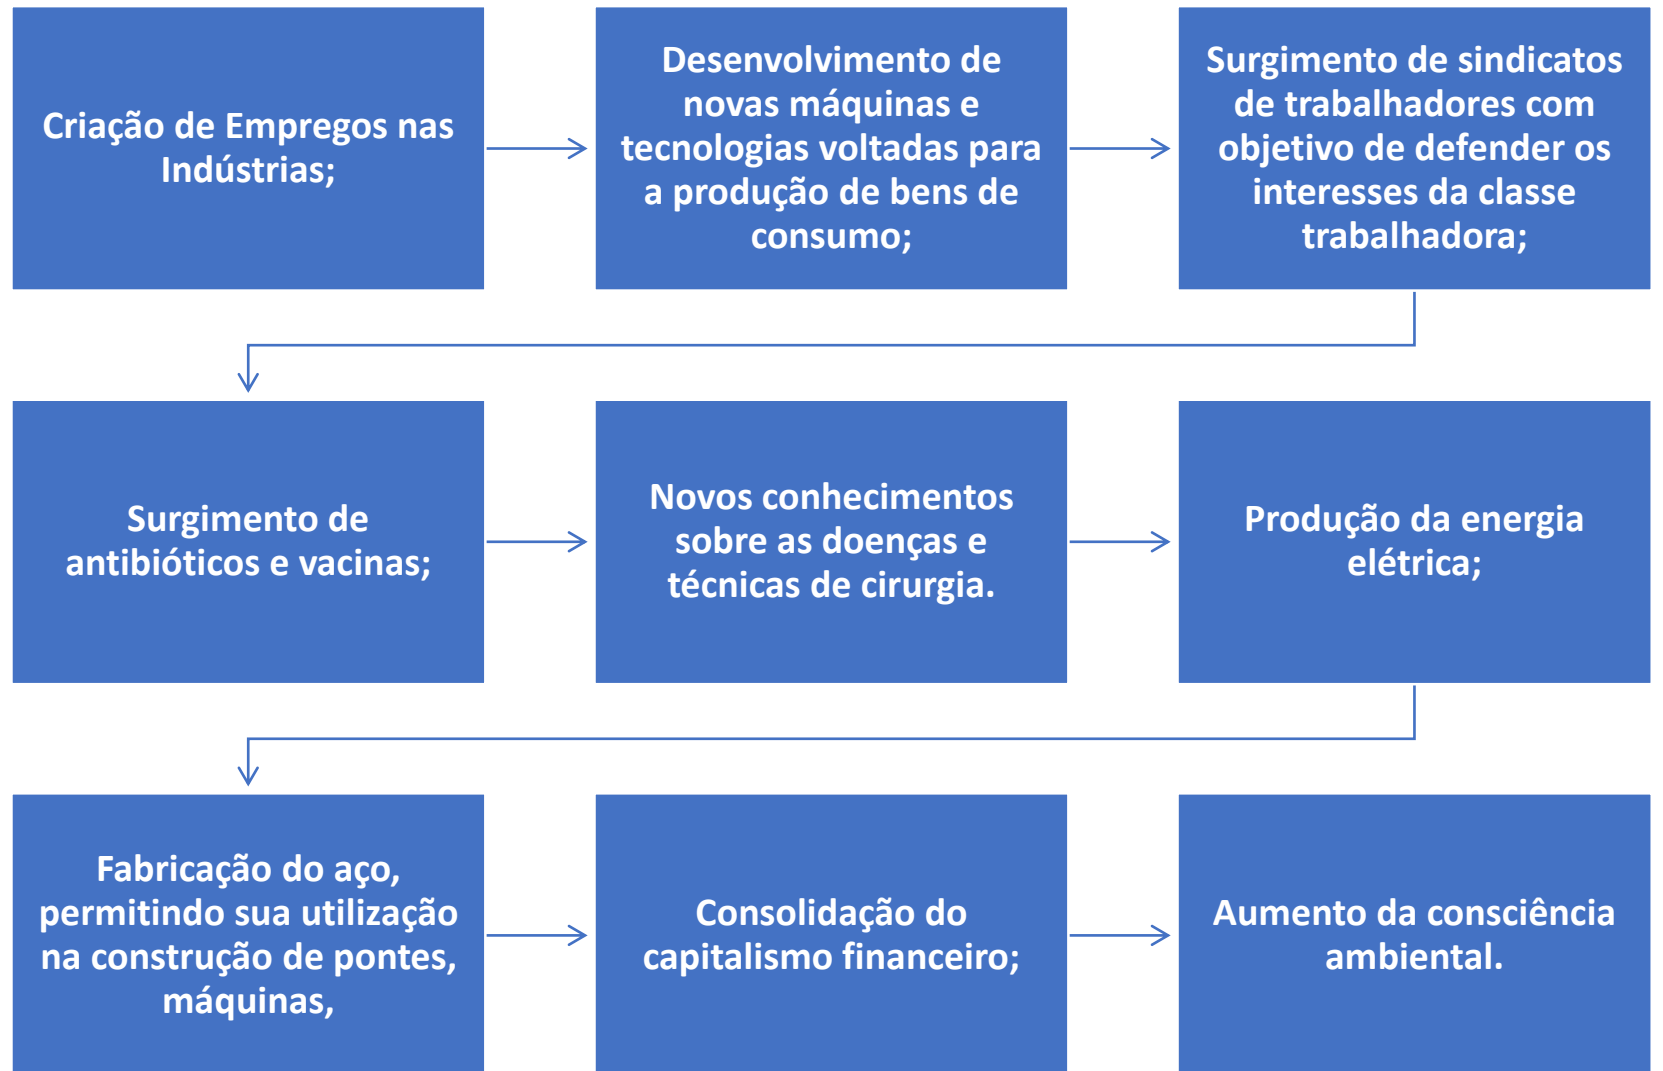 Criação de Empregos nas
Indústrias;
Desenvolvimento de
novas máquinas e
tecnologias voltadas para
a produção de bens de
consumo;
Surgimento de sindicatos
de trabalhadores com
objetivo de defender os
interesses da classe
trabalhadora;
Surgimento de
antibióticos e vacinas;
Novos conhecimentos
sobre as doenças e
técnicas de cirurgia.
Produção da energia
elétrica;
Fabricação do aço,
permitindo sua utilização
na construção de pontes,
máquinas,
Consolidação do
capitalismo financeiro;
Aumento da consciência
ambiental.